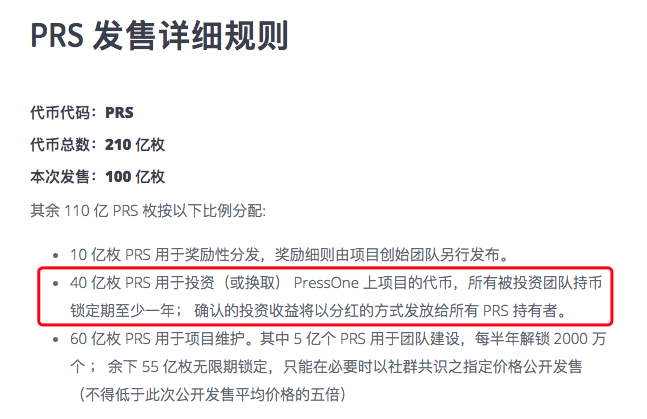 PRS 发售详细规则
代币代码：PRS
代币总数：210 亿枚
本次发售：100 亿枚
其余 110 亿 PRS 枚按以下比例分配:
• 10 亿枚 PRS 用于奖励性分发，奖励细则由项目创始团队另行发布。
• 40 亿枚 PRS 用于投资（或换取） PressOne 上项目的代币，所有被投资团队持币
锁定期至少一年； 确认的投资收益将以分红的方式发放给所有 PRS 持有者。
• 60 亿枚 PRS 用于项目维护。其中 5 亿个 PRS 用于团队建设，每半年解锁 2000 万
个 ； 余下 55 亿枚无限期锁定，只能在必要时以社群共识之指定价格公开发售
（不得低于此次公开发售平均价格的五倍）